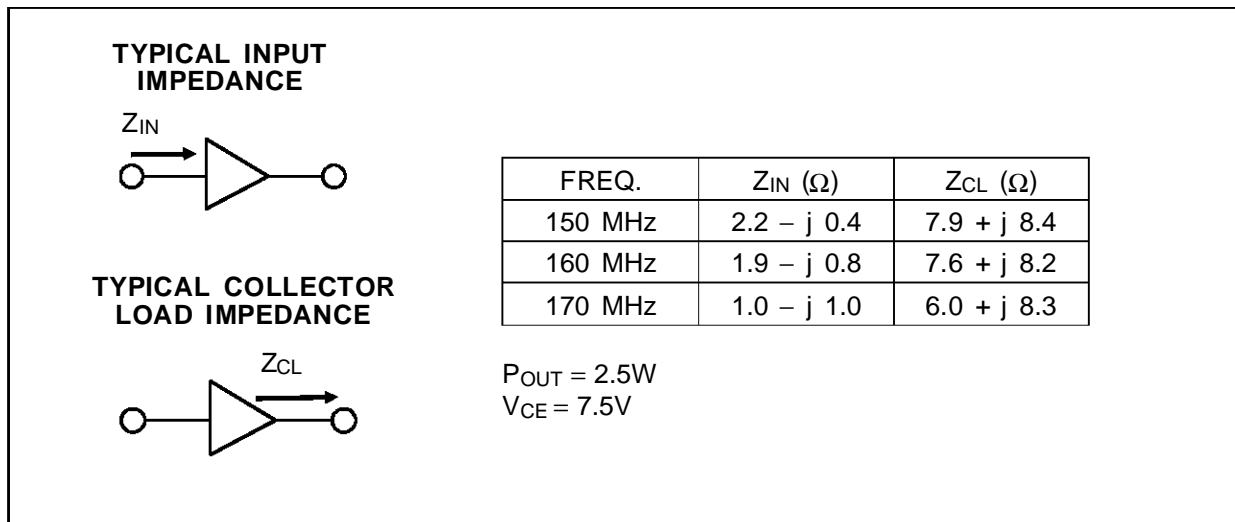 TYPICAL INPUT
IMPEDANCE
ZIN
TYPICAL COLLECTOR
LOAD IMPEDANCE
ZCL
FREQ. ZIN (Ω) ZCL (Ω)
150 MHz 2.2 – j 0.4 7.9 + j 8.4
160 MHz 1.9 – j 0.8 7.6 + j 8.2
170 MHz 1.0 – j 1.0 6.0 + j 8.3
POUT = 2.5W
VCE = 7.5V